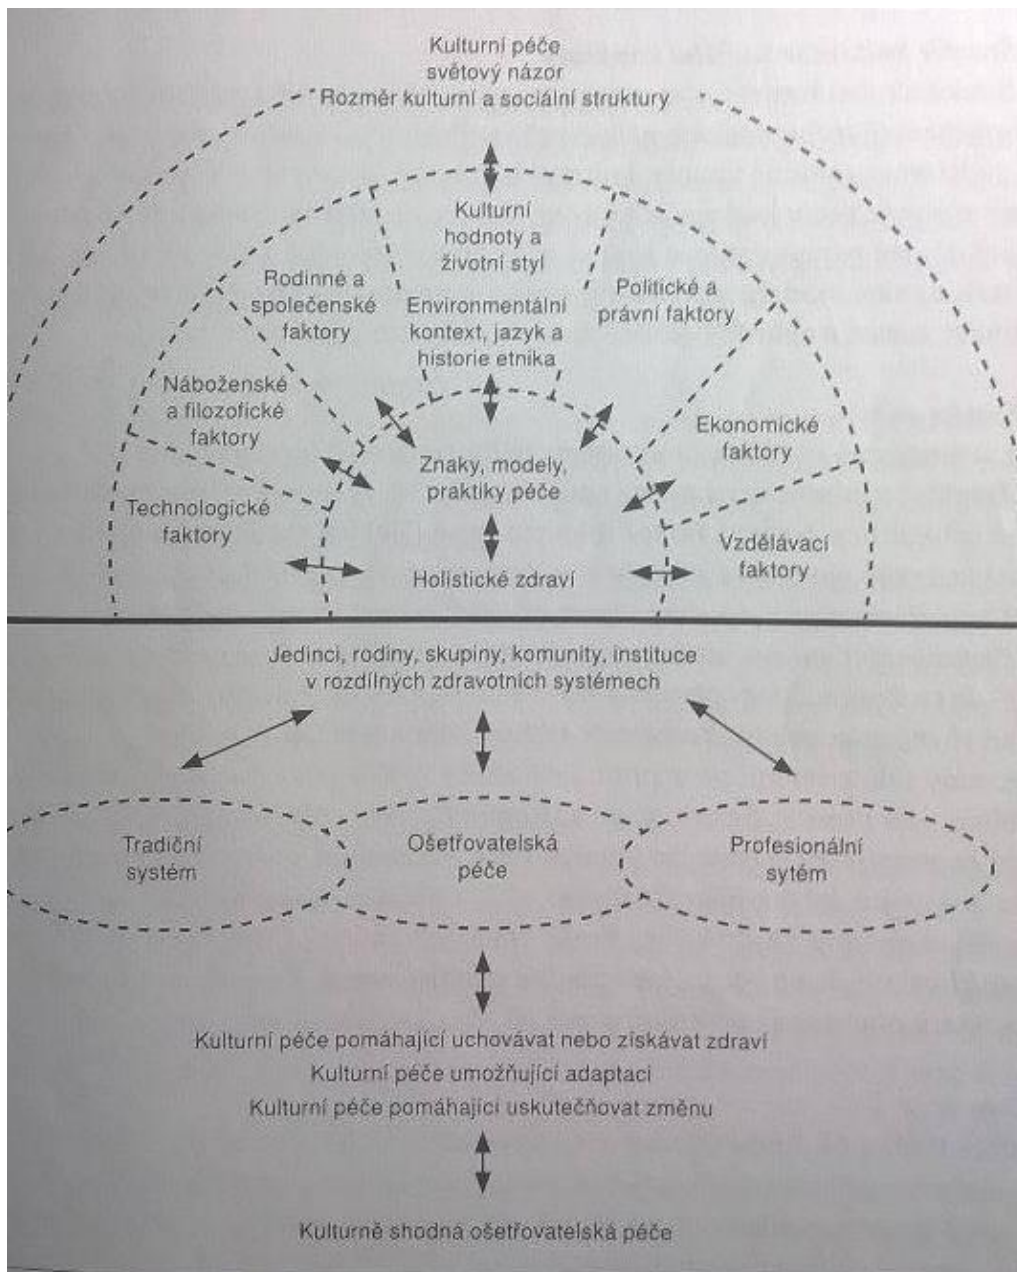 Kulturní péče
světový názor
Rozměr kulturní a sociální struktury
Kulturní
hodnoty a
životní styl
Rodinné a
společenské
faktory
Environmentální
kontext, jazyk a
historie etnika
Politické a
právní faktory
Náboženské
a filozofické
faktory
Ekonomické
faktory
Znaky, modely,
praktiky péče
Technologické
faktory
Vzdělávací
faktory
Holistické zdraví
Jedinci, rodiny, skupiny, komunity, instituce
v rozdílných zdravotních systémech
Tradiční
systém
Ošetřovatelská
péče
Profesionální
sytém
Kulturní péče pomáhající uchovávat nebo získávat zdraví
Kulturní péče umožňující adaptaci
Kulturní péče pomáhající uskutečňovat změnu
Kulturně shodná ošetřovatelská péče